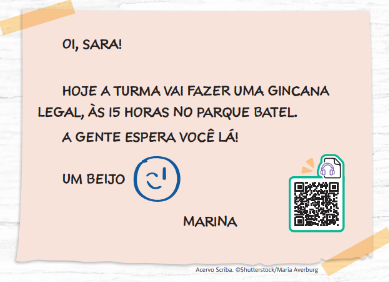 OI, SARA!
HOJE A TURMA VAI FAZER UMA GINCANA
LEGAL, ÀS 15 HORAS NO PARQUE BATEL.
A GENTE ESPERA VOCÊ LÁ!
UM BEIJO
MARINA
Acervo Scriba. ©Shutterstock/Maria Averburg